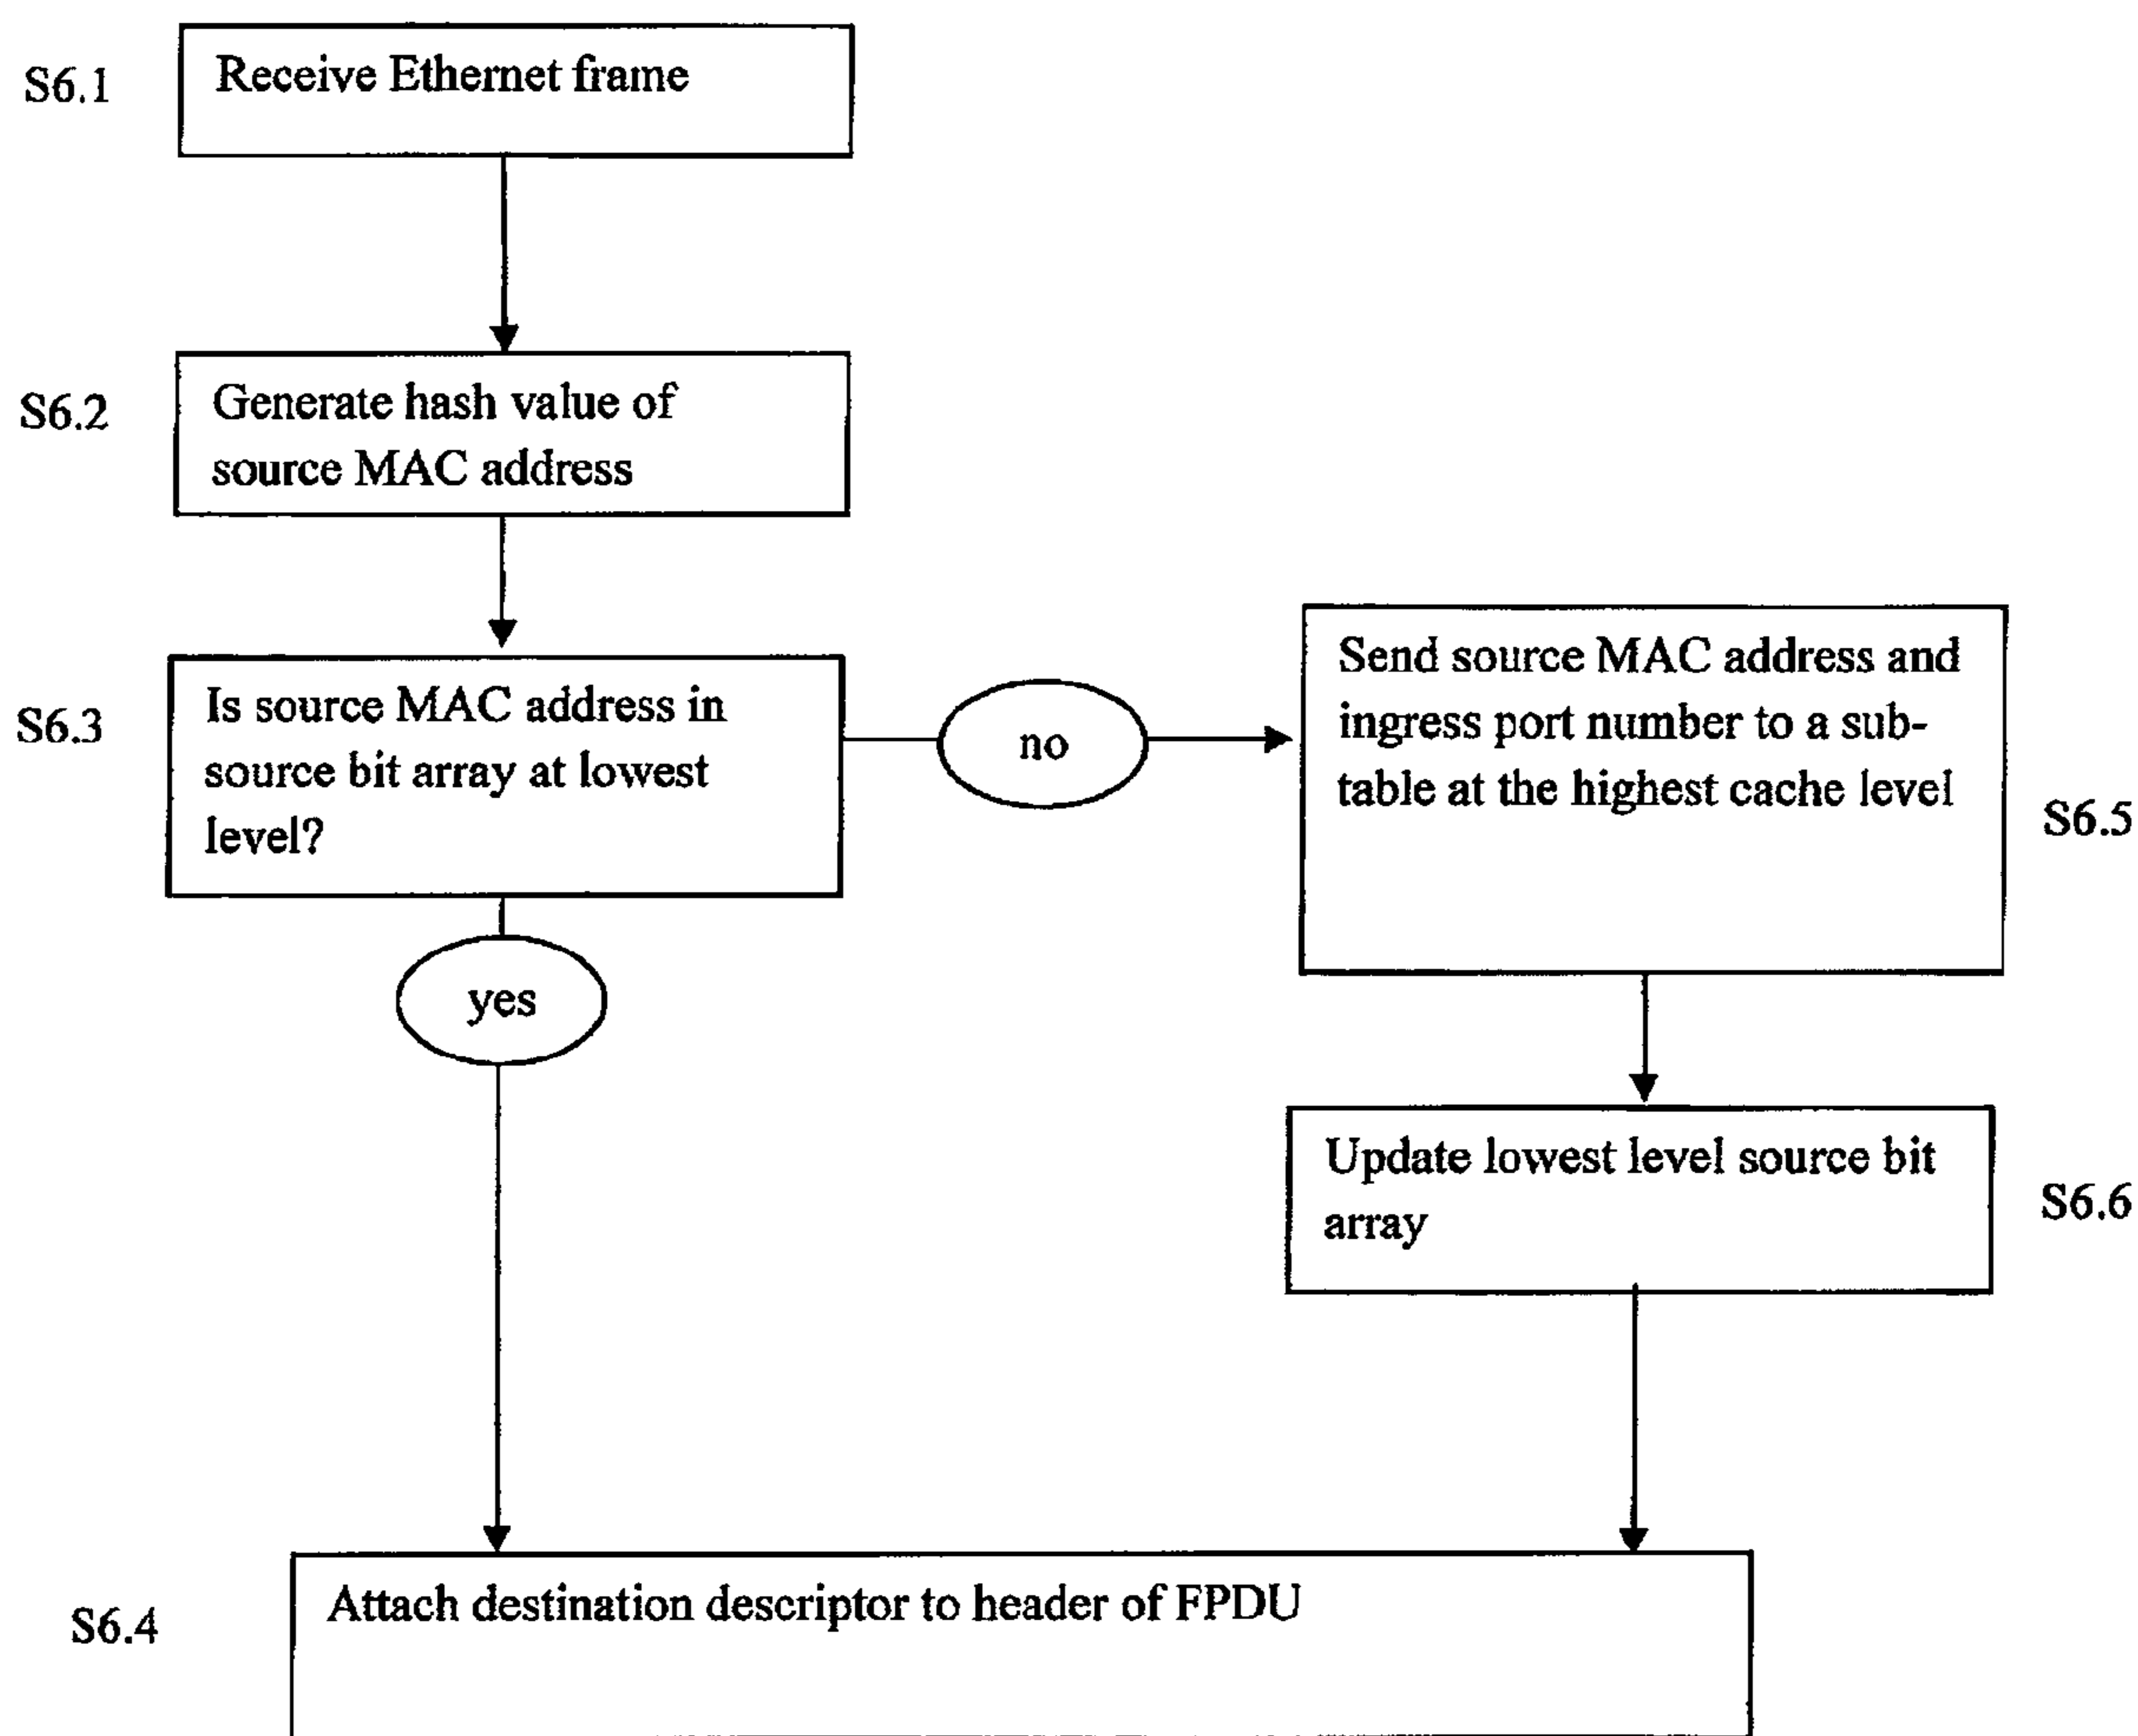 S6.1
Receive Ethernet frame
S6.2
Generate hash value of
source MAC address
S6.3
Is source MAC address in
source bit array at lowest
level?
no
Send source MAC address and
ingress port number to a sub-
table at the highest cache level
S6.5
yes
Update lowest level source bit
array
S6.6
S6.4
Attach destination descriptor to header of FPDU